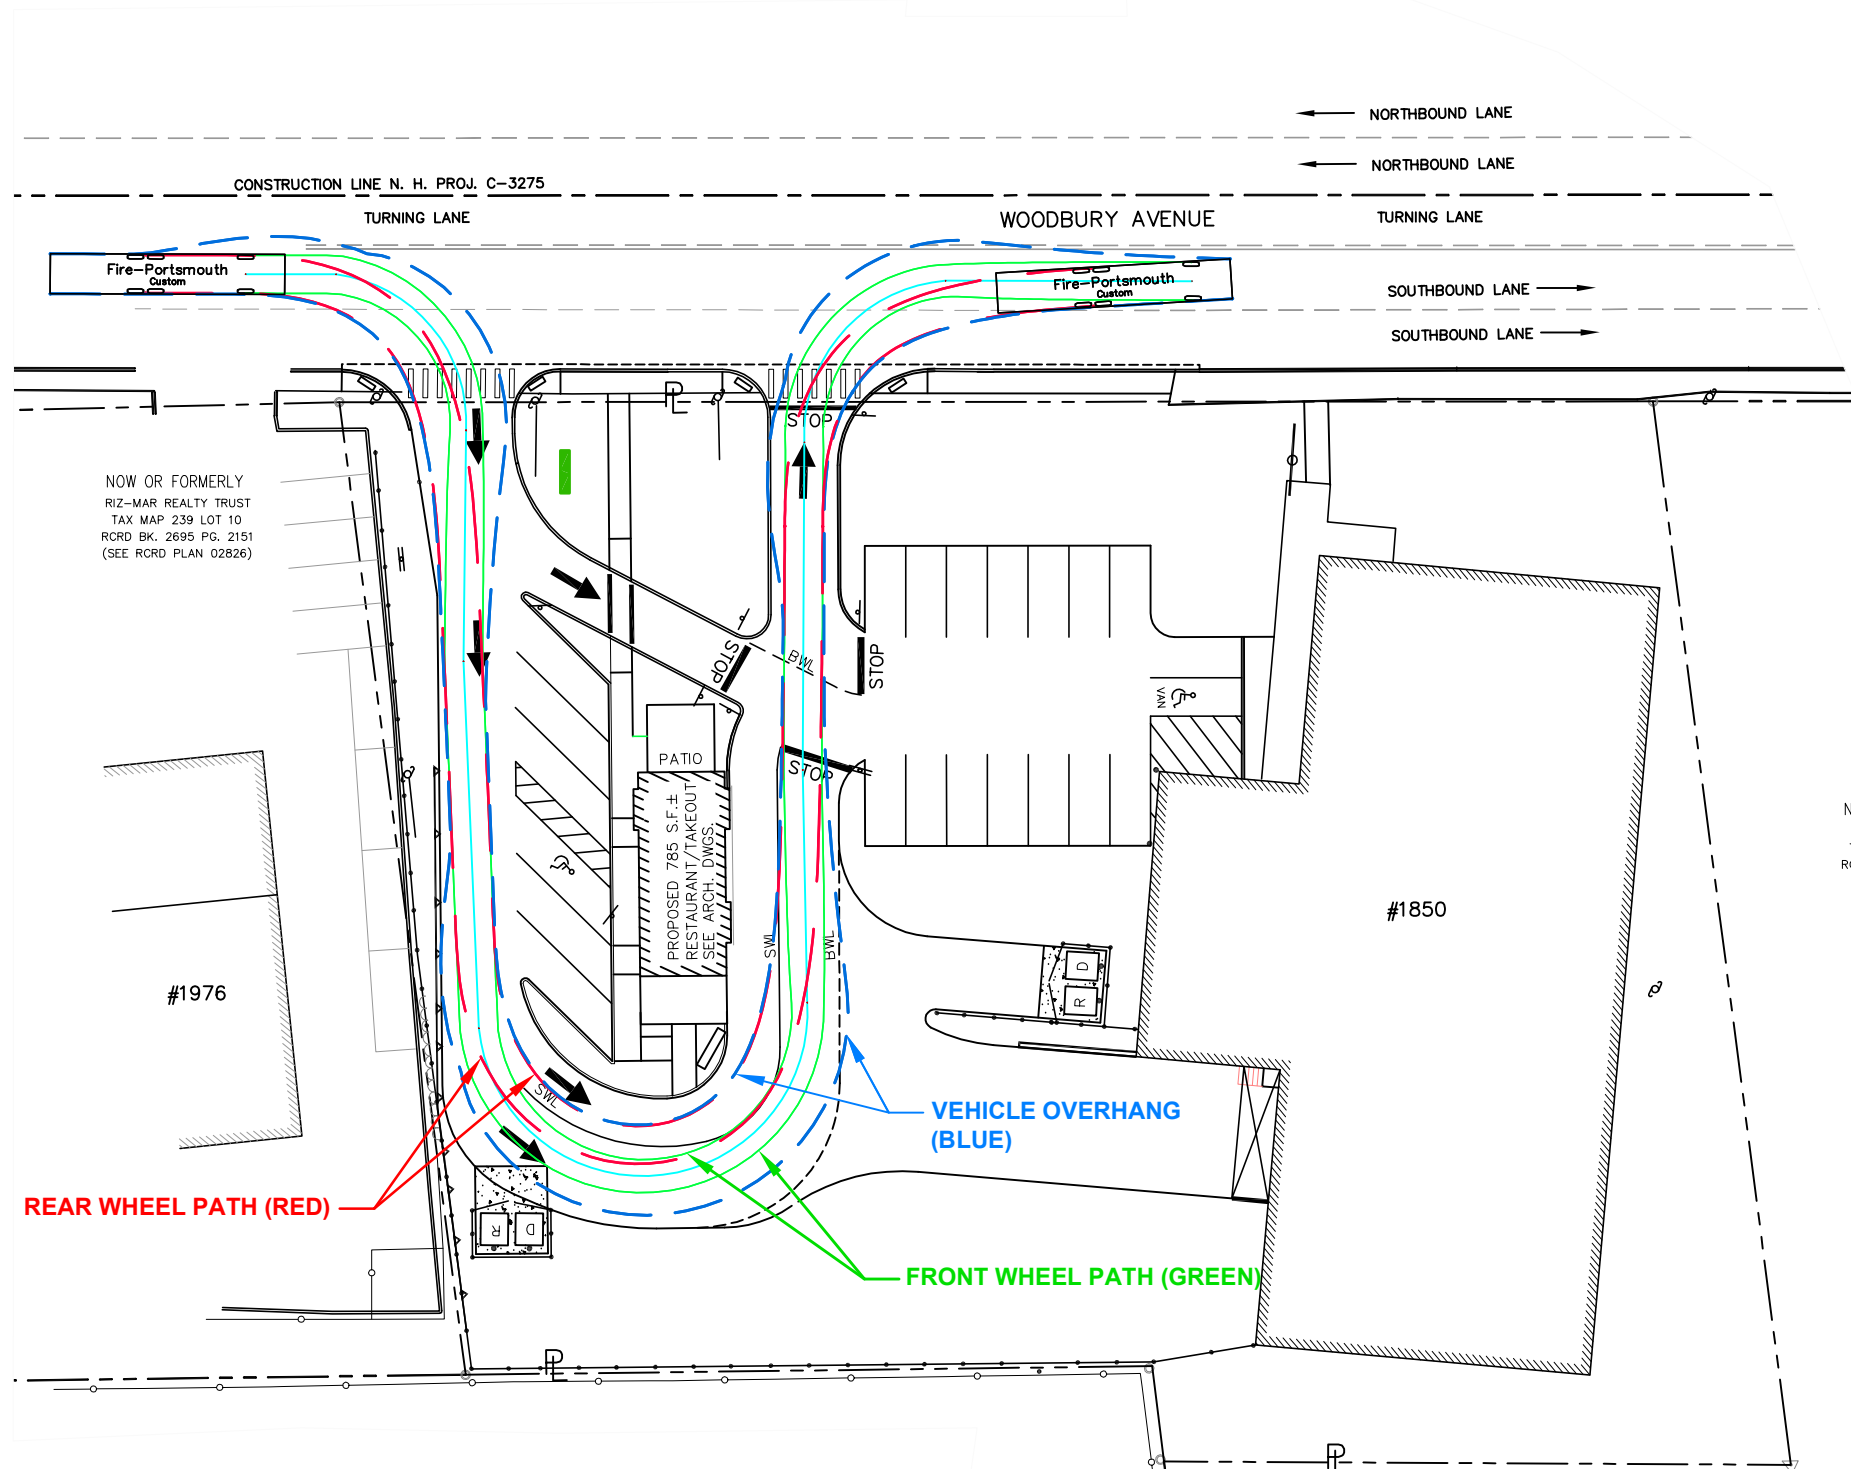 NORTHBOUND LANE
NORTHBOUND LANE
CONSTRUCTION LINE N. H. PROJ. C-3275
TURNING LANE
WOODBURY AVENUE
TURNING LANE
Fire-Portsmouth
Custom
Fire-Portsmouth
Custom
SOUTHBOUND LANE
SOUTHBOUND LANE
PL
STOP
NOW OR FORMERLY
RIZ-MAR REALTY TRUST
TAX MAP 239 LOT 10
RCRD BK. 2695 PG. 2151
(SEE RCRD PLAN 02826)
STOP
BWL
STOP
VAN
PATIO
STOP
PROPOSED 785 S.F.±
RESTAURANT/TAKEOUT
SEE ARCH. DWGS.
#1850
SWL
BWL
D
R
#1976
SWL
VEHICLE OVERHANG
(BLUE)
REAR WHEEL PATH (RED)
R
D
FRONT WHEEL PATH (GREEN)
PL
PL